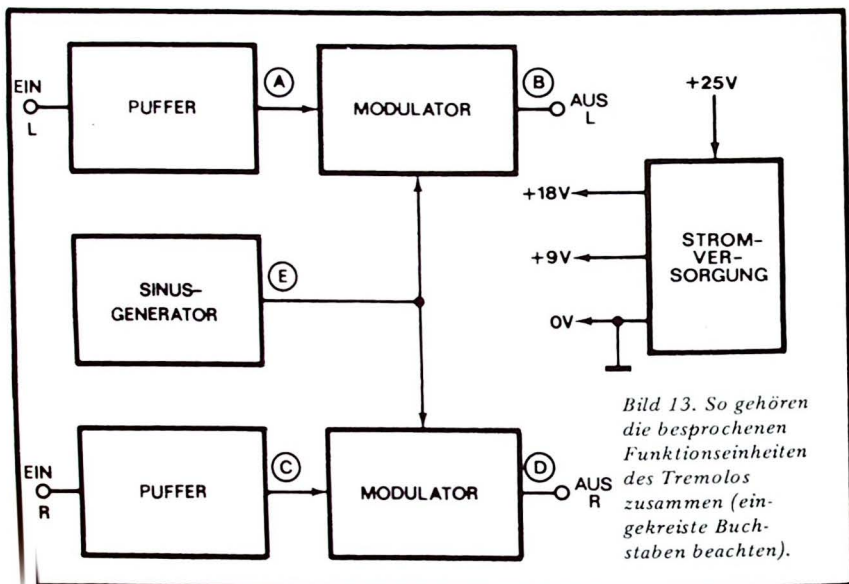 EIN
L
PUFFER
A
MODULATOR
B
AUS
L
+25V
SINUS-
GENERATOR
E
+18V
+9V
0V
STROM-
VER-
SORGUNG
EIN
R
PUFFER
C
MODULATOR
D
AUS
R
Bild 13. So gehören
die besprochenen
Funktionseinheiten
des Tremolos
zusammen (ein-
gekreiste Buch-
staben beachten).